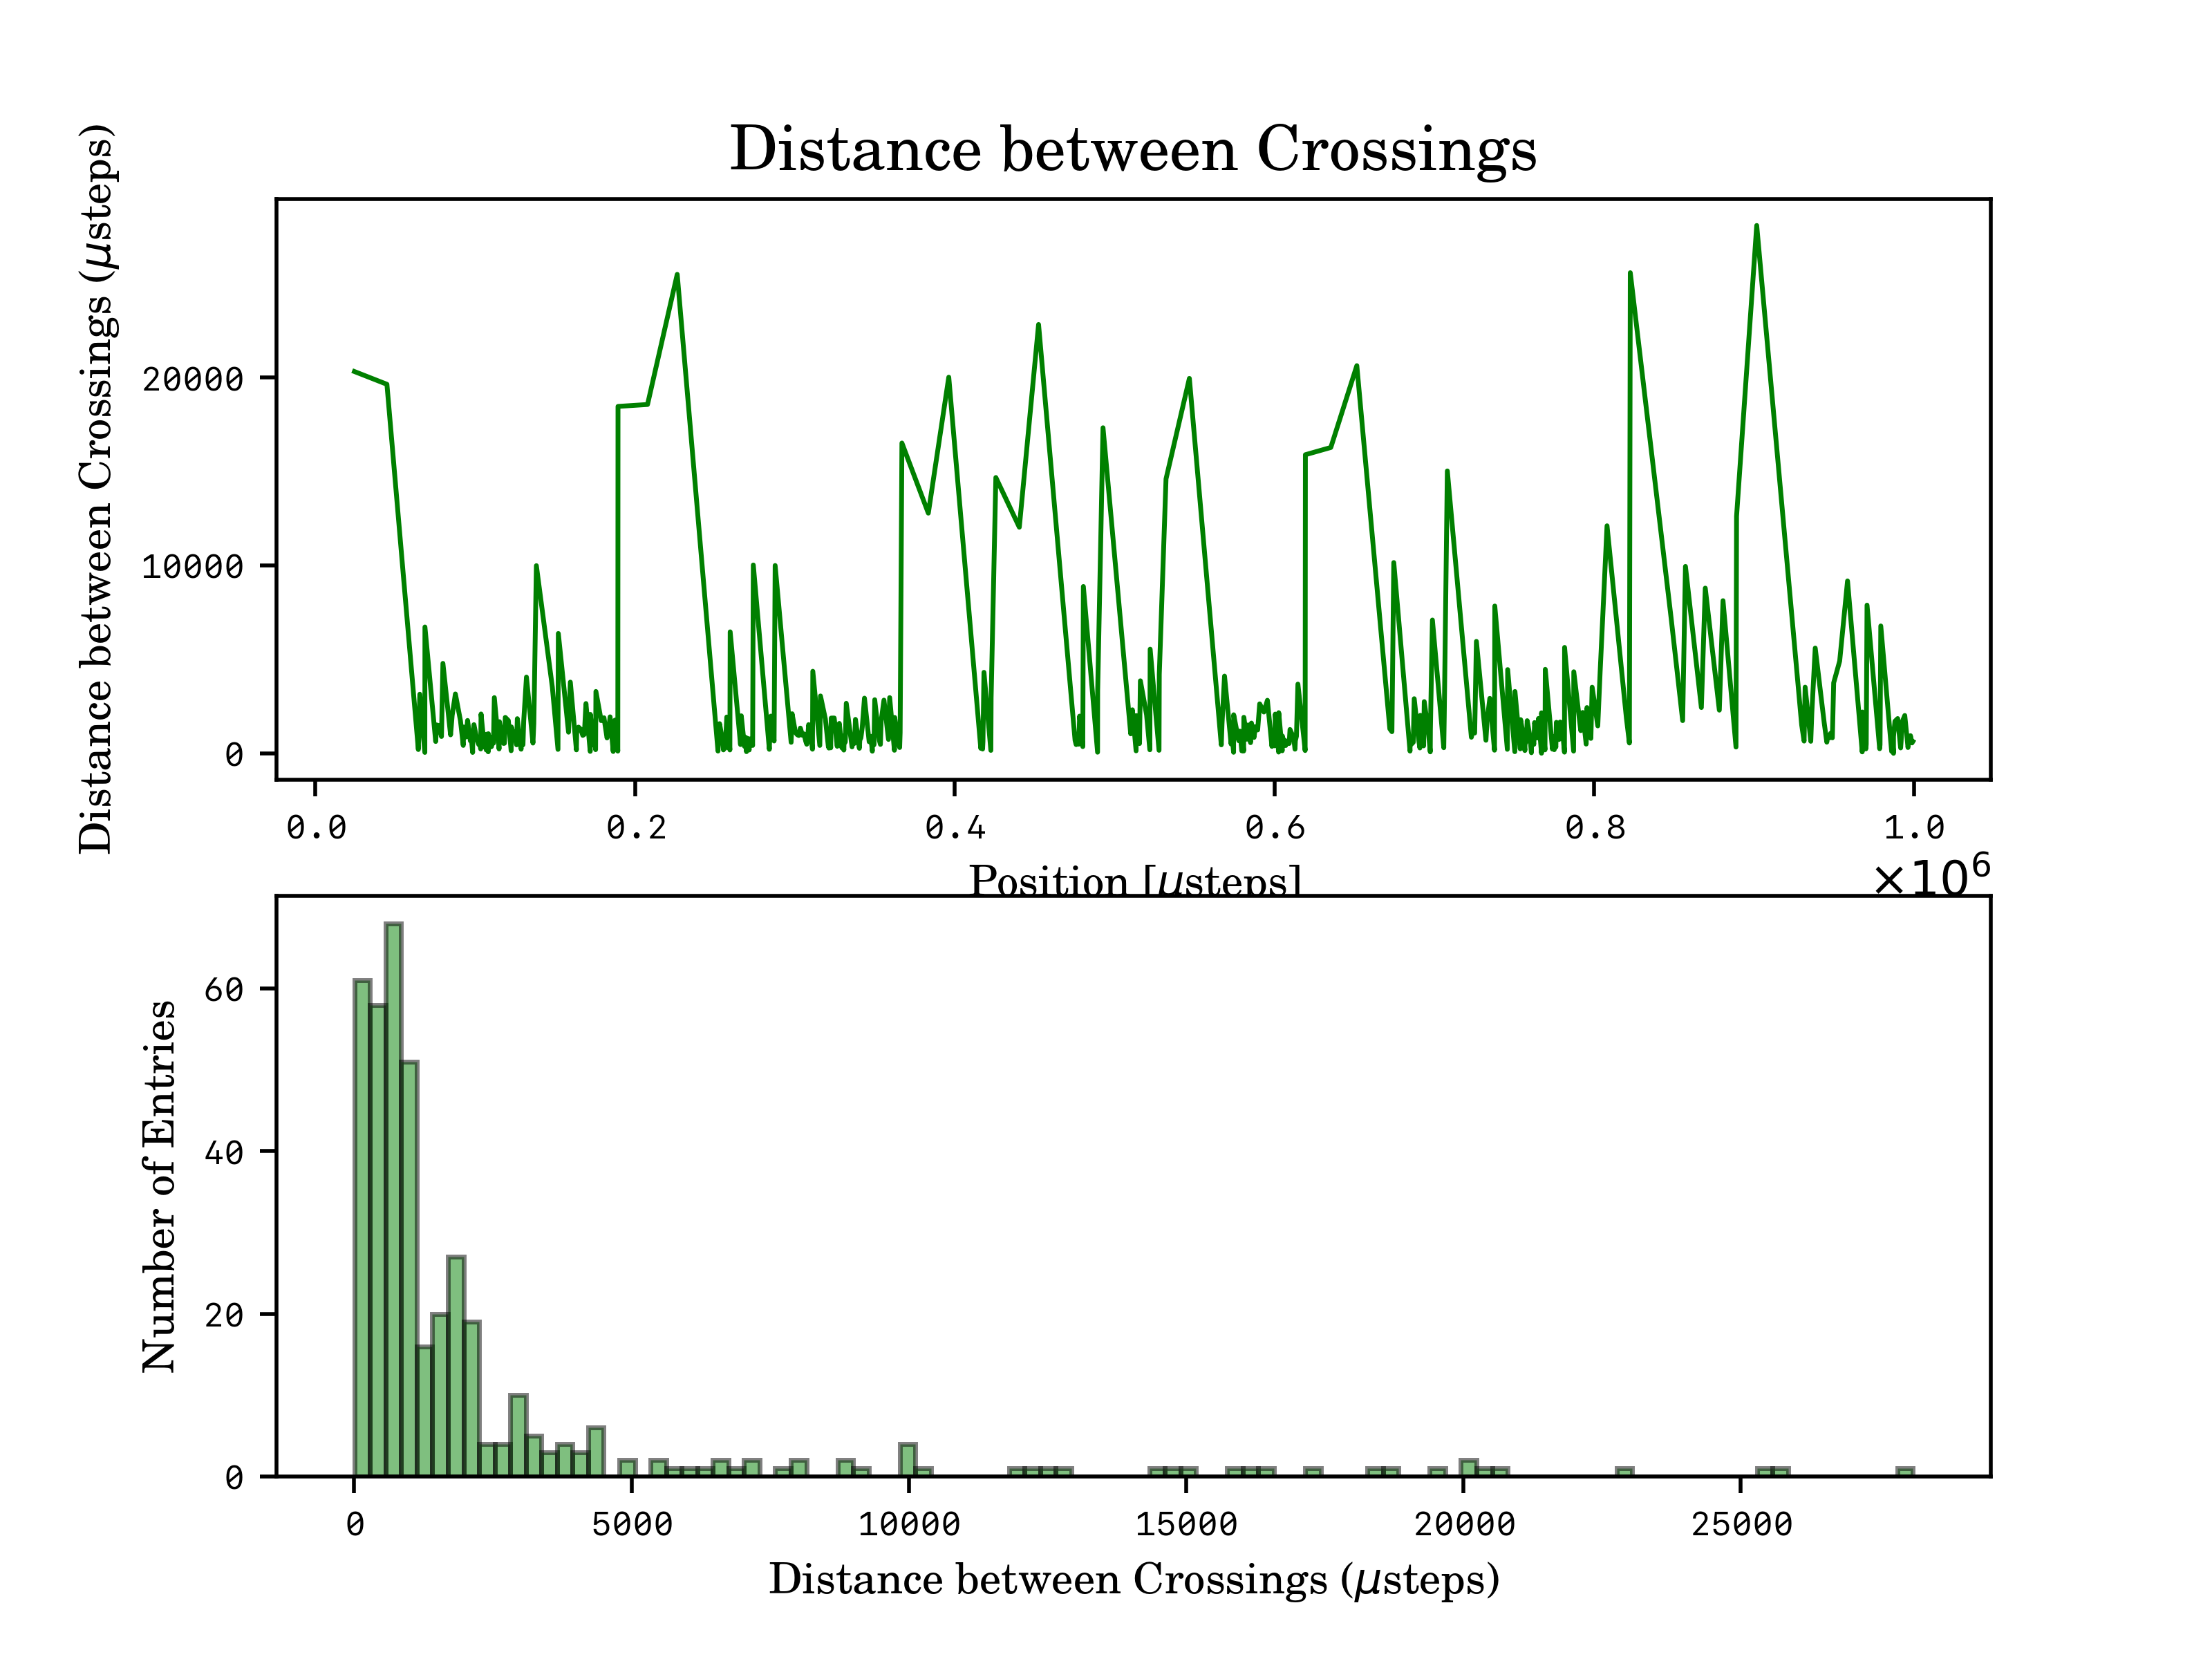 Distance between Crossings
Distance between Crossings (μsteps)
20000
10000
0
0.0 0.2 0.4 0.6 0.8 1.0
Position [μsteps]
×10⁶
Number of Entries
60
40
20
0
0 5000 10000 15000 20000 25000
Distance between Crossings (μsteps)